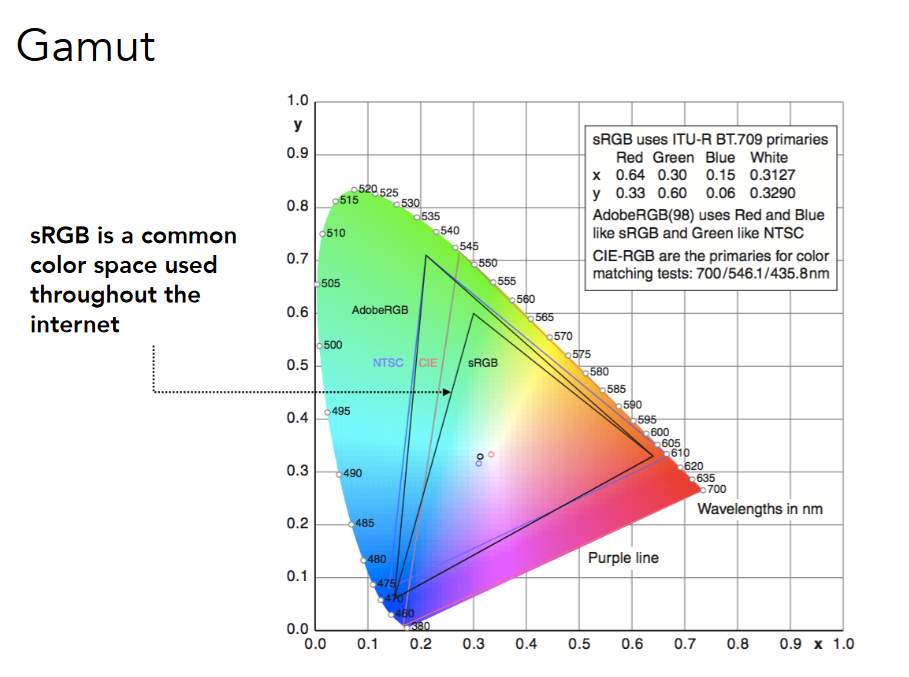 Gamut
sRGB is a common
color space used
throughout the
internet
1.0
y
0.9
0.8
0.7
0.6
0.5
0.4
0.3
0.2
0.1
0.0
0.0 0.1 0.2 0.3 0.4 0.5 0.6 0.7 0.8 0.9 x 1.0
sRGB uses ITU-R BT.709 primaries
Red Green Blue White
x 0.64 0.30 0.15 0.3127
y 0.33 0.60 0.06 0.3290
AdobeRGB(98) uses Red and Blue
like sRGB and Green like NTSC
CIE-RGB are the primaries for color
matching tests: 700/546.1/435.8nm
520
525
515
530
535
510
540
545
550
505
555
560
565
AdobeRGB
570
500
575
NTSC
CIE
sRGB
580
585
590
495
595
600
605
610
620
490
635
700
Wavelengths in nm
485
Purple line
480
475
470
460
380